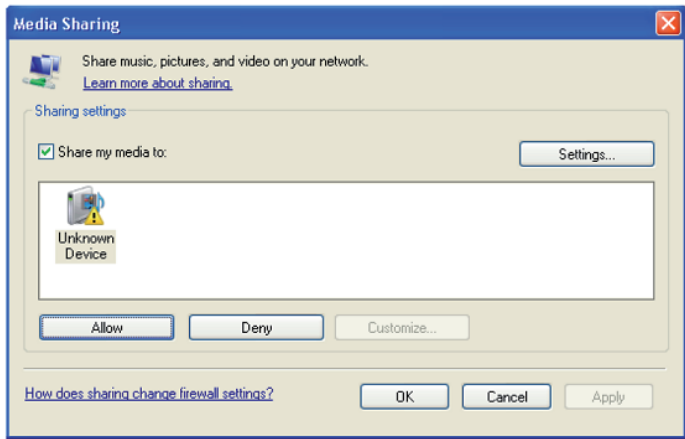 Media Sharing
Share music, pictures, and video on your network.
Learn more about sharing.
Sharing settings
Share my media to:
Settings...
Unknown
Device
Allow
Deny
Customize...
How does sharing change firewall settings?
OK
Cancel
Apply